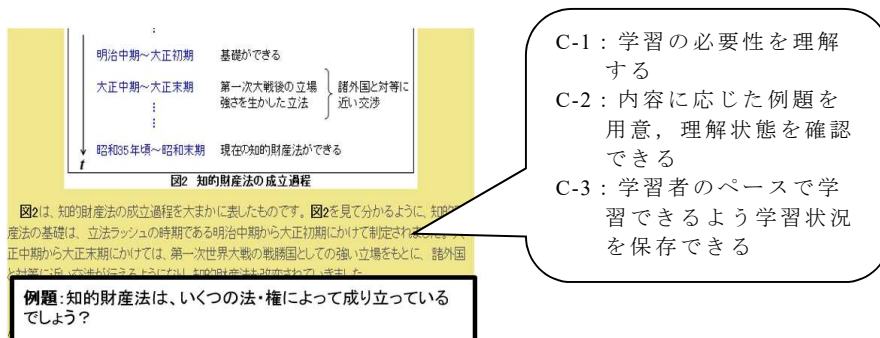 明治中期～大正初期 基礎ができる
大正中期～大正末期 第一次大戦後の立場
強さを生かした立法
諸外国と対等に
近い交渉
昭和35年頃～昭和末期 現在の知的財産法ができる
t
図2 知的財産法の成立過程
図2は、知的財産法の成立過程を大まかに表したものです。図2を見て分かるように、知的
産法の基礎は、立法ラッシュの時期である明治中期から大正初期にかけて制定され
正中期から大正末期にかけては、第一次世界大戦の戦勝国としての強い立場をもとに、諸外国
例題:知的財産法は、いくつの法・権によって成り立っている
でしょう？
C-1：学習の必要性を理解
する
C-2：内容に応じた例題を
用意，理解状態を確認
できる
C-3：学習者のペースで学
習できるよう学習状況
を保存できる